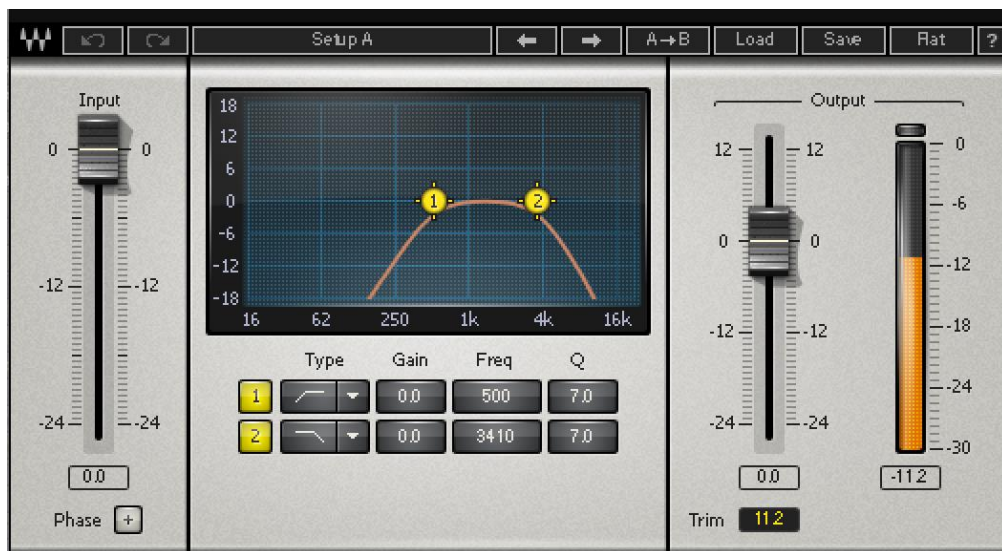 Setup A A→B Load Save Flat ?
Input
0 0
-12 -12
-24 -24
0.0
Phase +
18
12
6
0
-6
-12
-18
16 62 250 1k 4k 16k
1 2
Type Gain Freq Q
1 0.0 500 7.0
2 0.0 3410 7.0
Output
12 12
0 0
-12 -12
-24 -24
0.0
Trim 11.2
0
-6
-12
-18
-24
-30
-11.2